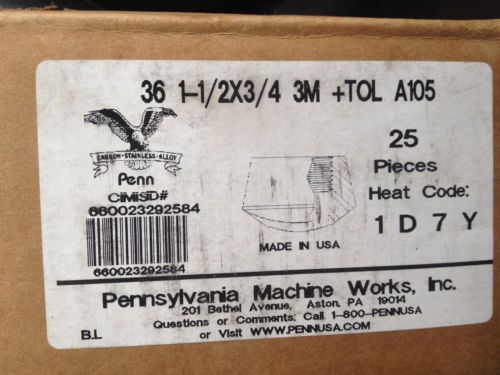 36 1-1/2X3/4 3M +TOL A105
CARBON • STAINLESS • ALLOY
Penn
CIMISID#
660023292584
660023292584
25
Pieces
Heat Code:
1 D 7 Y
MADE IN USA
Pennsylvania Machine Works, Inc.
201 Bethel Avenue, Aston, PA 19014
Questions or Comments; Call 1-800-PENNUSA
or Visit WWW.PENNUSA.COM
B.L